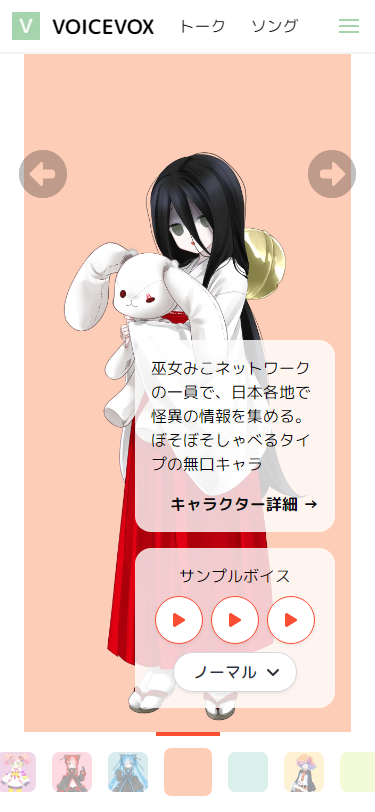 V VOICEVOX トーク ソング
巫女みこネットワーク
の一員で、日本各地で
怪異の情報を集める。
ぼそぼそしゃべるタイ
プの無口キャラ
キャラクター詳細 →
サンプルボイス
ノーマル